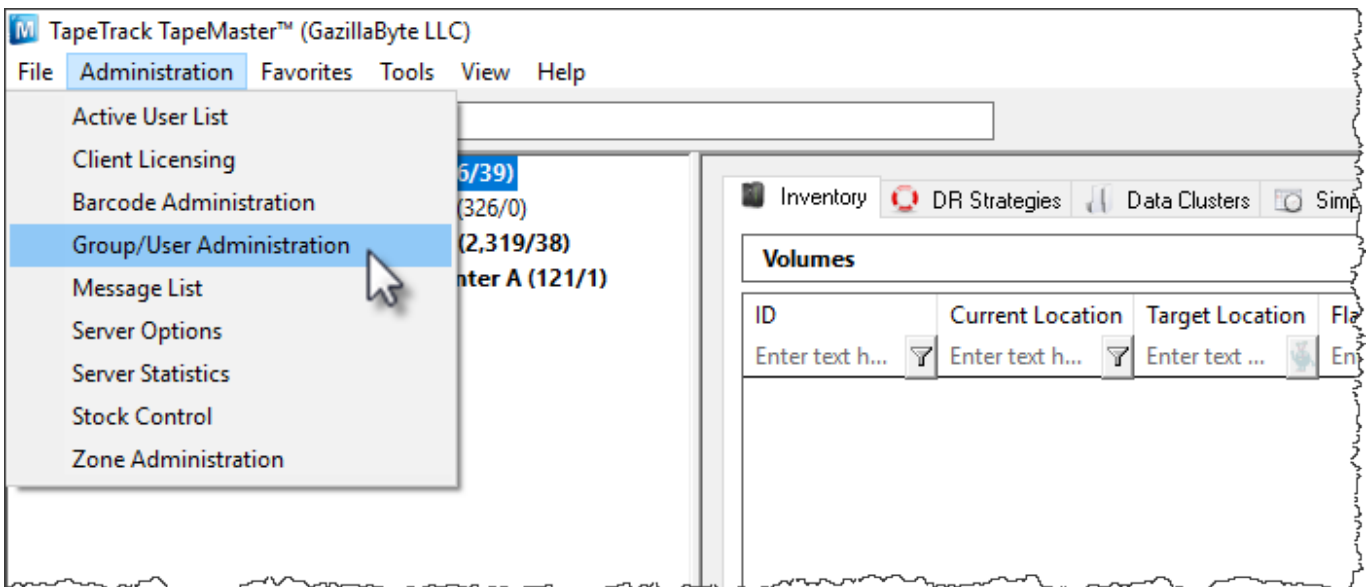 TapeTrack TapeMaster™ (GazillaByte LLC)
File Administration Favorites Tools View Help
Active User List
Client Licensing
Barcode Administration
Group/User Administration
Message List
Server Options
Server Statistics
Stock Control
Zone Administration
6/39)
(326/0)
(2,319/38)
nter A (121/1)
Inventory DR Strategies Data Clusters Simp
Volumes
ID Current Location Target Location Fla
Enter text h... Enter text h... Enter text ... En